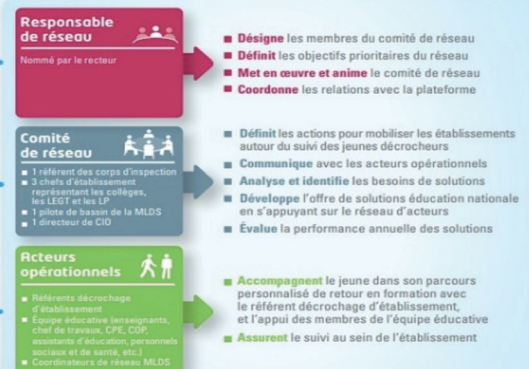 Responsable
de réseau
Nommé par le recteur
Désigne les membres du comité de réseau
Définit les objectifs prioritaires du réseau
Met en œuvre et anime le comité de réseau
Coordonne les relations avec la plateforme
Comité
de réseau
1 référent des corps d'inspection
3 chefs d'établissement
représentant les collèges,
les LEGT et les LP
1 pilote de bassin de la MLDS
1 directeur de CIO
Définit les actions pour mobiliser les établissements
autour du suivi des jeunes décrocheurs
Communique avec les acteurs opérationnels
Analyse et identifie les besoins de solutions
Développe l'offre de solutions éducation nationale
en s'appuyant sur le réseau d'acteurs
Évalue la performance annuelle des solutions
Acteurs
opérationnels
Référents décrochage
d'établissement
Équipe éducative (enseignants,
chef de travaux, CPE, COP,
assistants d'éducation, personnels
sociaux et de santé, etc.)
Coordinateurs de réseau MLDS
Accompagnent le jeune dans son parcours
personnalisé de retour en formation avec
le référent décrochage d'établissement,
et l'appui des membres de l'équipe éducative
Assurent le suivi au sein de l'établissement